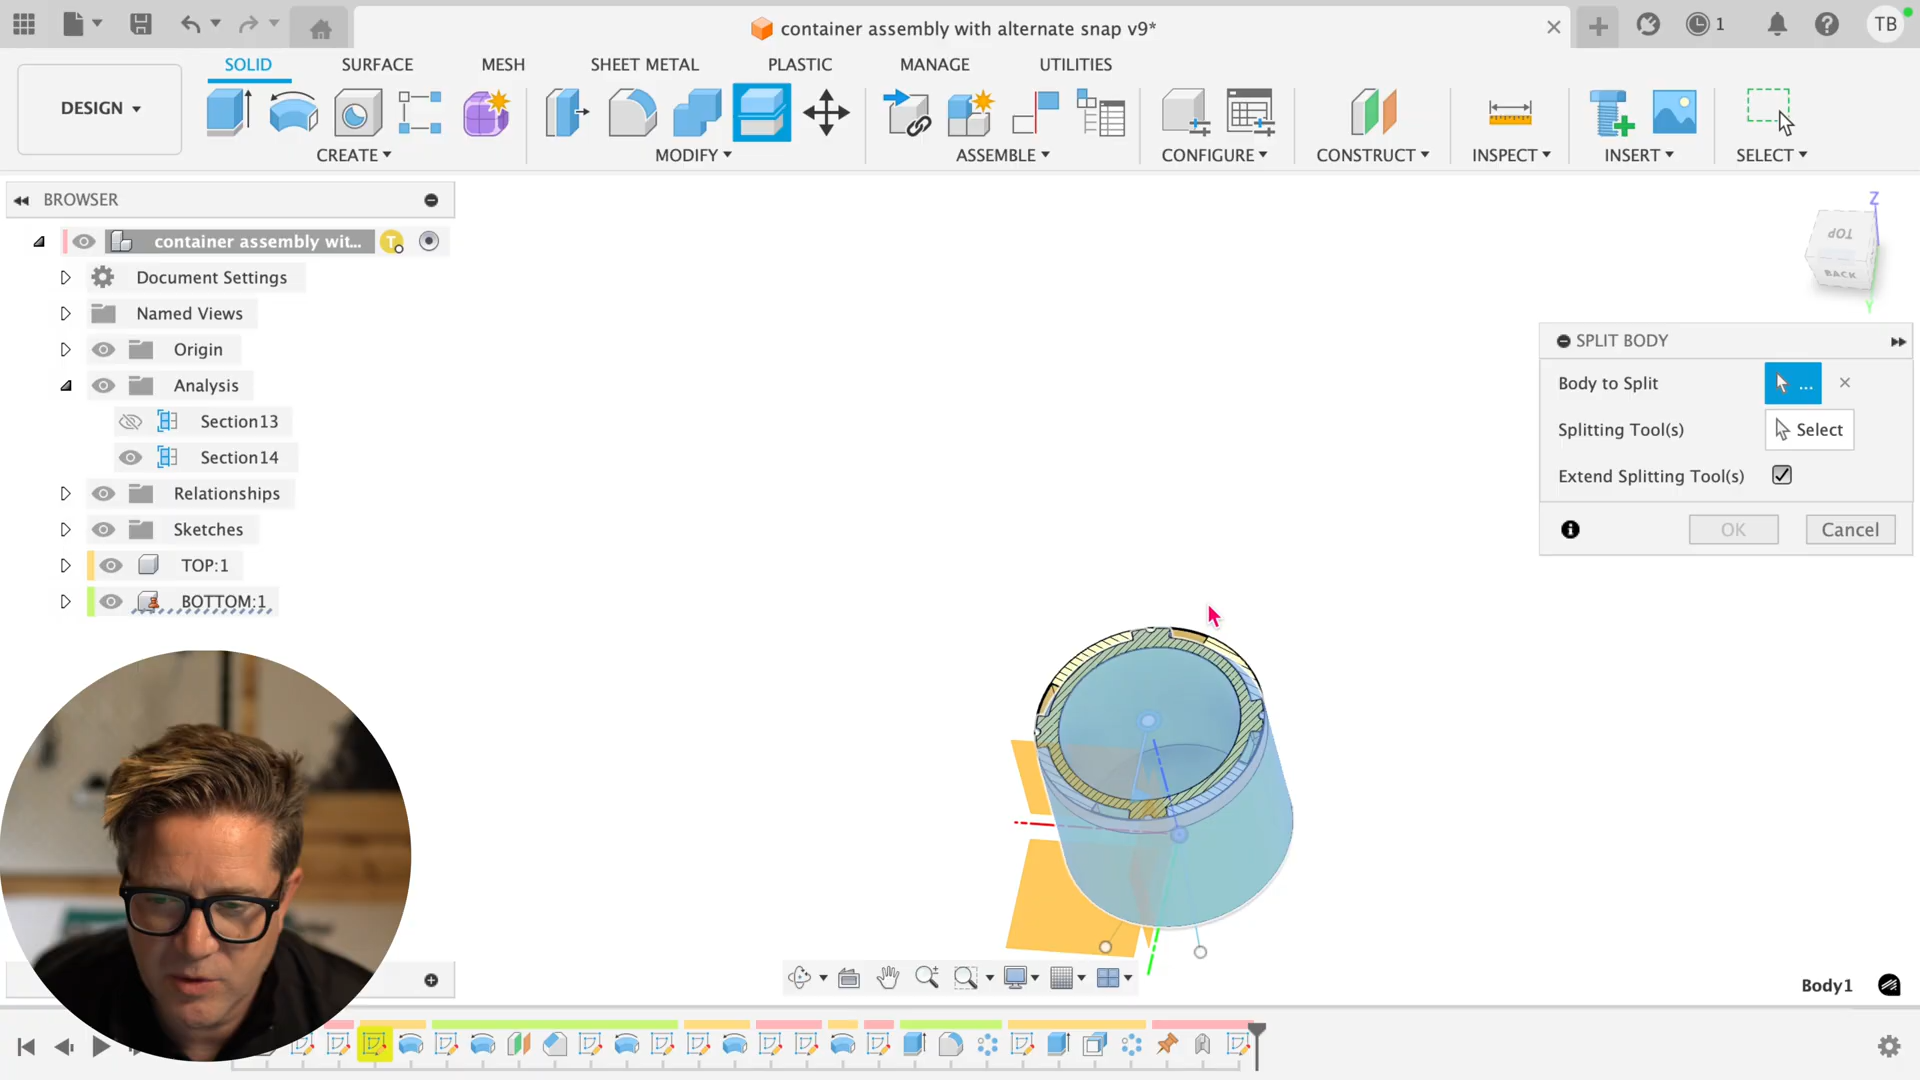 container assembly with alternate snap v9*
1
TB
DESIGN
SOLID
SURFACE
MESH
SHEET METAL
PLASTIC
MANAGE
UTILITIES
CREATE
MODIFY
ASSEMBLE
CONFIGURE
CONSTRUCT
INSPECT
INSERT
SELECT
BROWSER
container assembly wit...
T
Document Settings
Named Views
Origin
Analysis
Section13
Section14
Relationships
Sketches
TOP:1
BOTTOM:1
Z
TOP
BACK
Y
SPLIT BODY
Body to Split
...
Splitting Tool(s)
Select
Extend Splitting Tool(s)
OK
Cancel
Body1